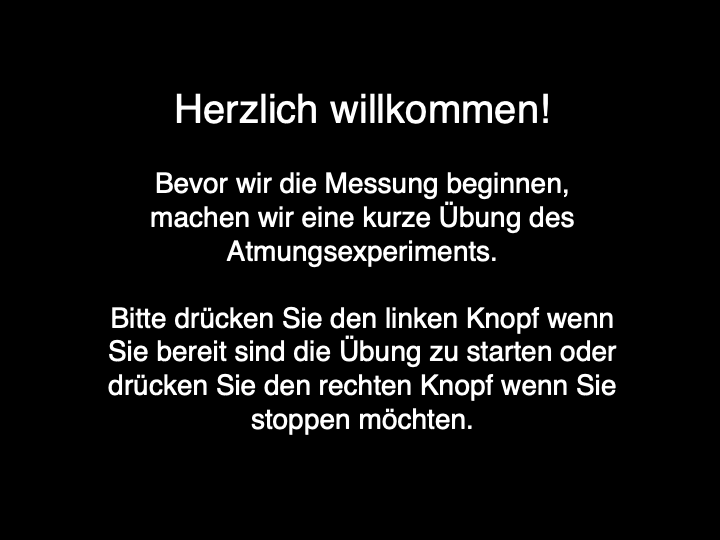 Herzlich willkommen!
Bevor wir die Messung beginnen,
machen wir eine kurze Übung des
Atmungsexperiments.
Bitte drücken Sie den linken Knopf wenn
Sie bereit sind die Übung zu starten oder
drücken Sie den rechten Knopf wenn Sie
stoppen möchten.